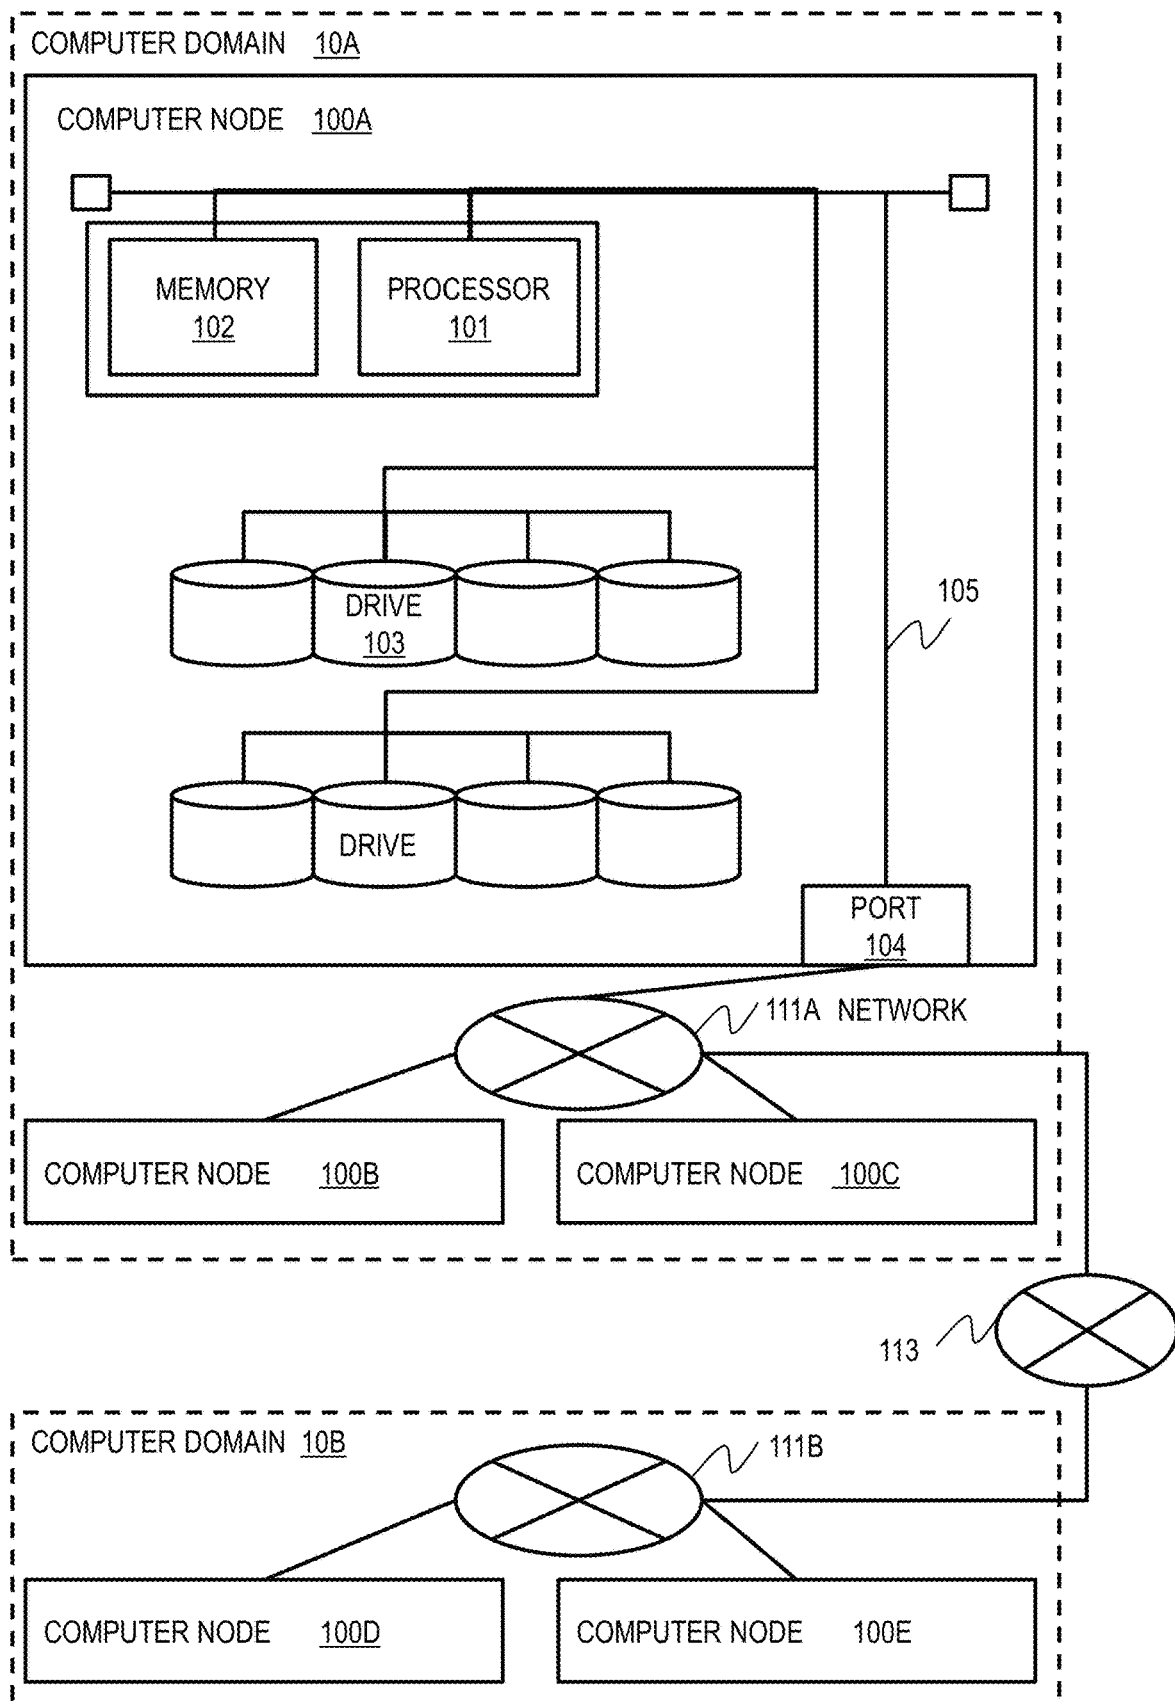 COMPUTER DOMAIN 10A
COMPUTER NODE 100A
MEMORY
102
PROCESSOR
101
DRIVE
103
105
DRIVE
PORT
104
111A NETWORK
COMPUTER NODE 100B
COMPUTER NODE 100C
113
COMPUTER DOMAIN 10B
111B
COMPUTER NODE 100D
COMPUTER NODE 100E